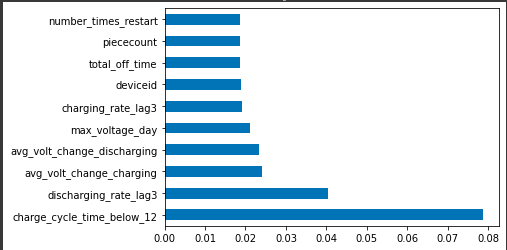 number_times_restart
piececount
total_off_time
deviceid
charging_rate_lag3
max_voltage_day
avg_volt_change_discharging
avg_volt_change_charging
discharging_rate_lag3
charge_cycle_time_below_12
0.00 0.01 0.02 0.03 0.04 0.05 0.06 0.07 0.08